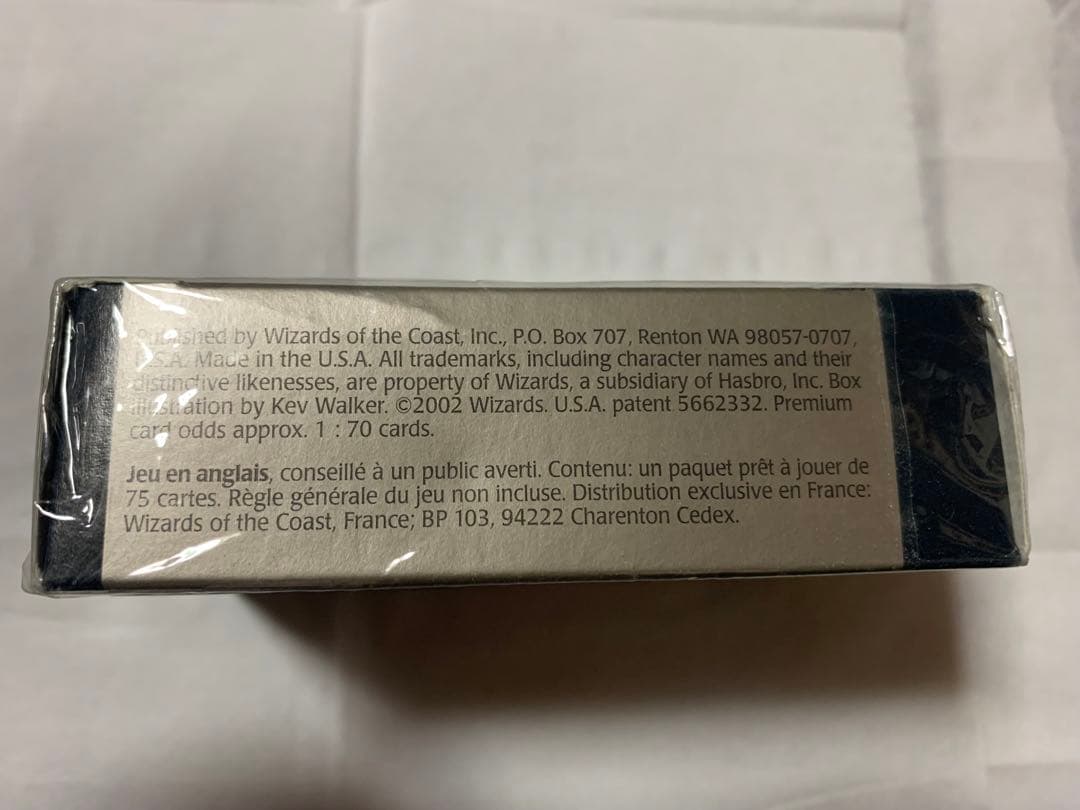 Published by Wizards of the Coast, Inc., P.O. Box 707, Renton WA 98057-0707,
U.S.A. Made in the U.S.A. All trademarks, including character names and their
distinctive likenesses, are property of Wizards, a subsidiary of Hasbro, Inc. Box
illustration by Kev Walker. ©2002 Wizards. U.S.A. patent 5662332. Premium
card odds approx. 1 : 70 cards.
Jeu en anglais, conseillé à un public averti. Contenu: un paquet prêt à jouer de
75 cartes. Règle générale du jeu non incluse. Distribution exclusive en France:
Wizards of the Coast, France; BP 103, 94222 Charenton Cedex.